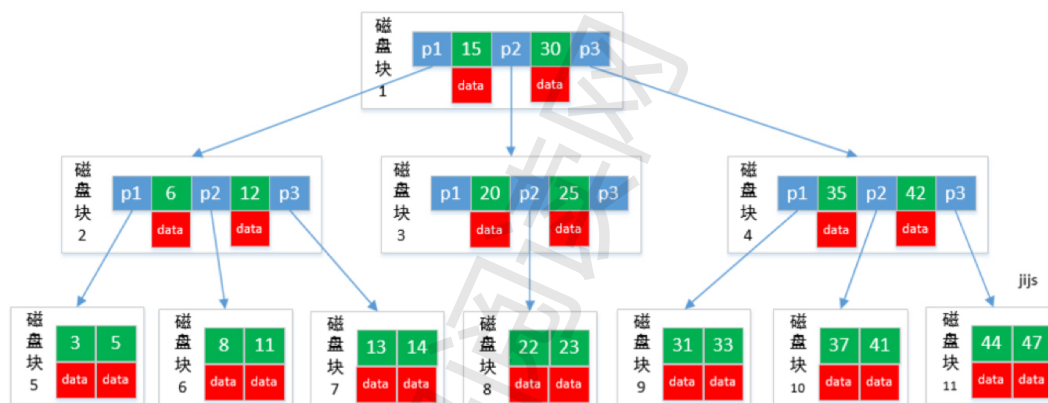 磁盘块1
p1 15 p2 30 p3
data data
磁盘块2
p1 6 p2 12 p3
data data
磁盘块3
p1 20 p2 25 p3
data data
磁盘块4
p1 35 p2 42 p3
data data
jijs
磁盘块5
3 5
data data
磁盘块6
8 11
data data
磁盘块7
13 14
data data
磁盘块8
22 23
data data
磁盘块9
31 33
data data
磁盘块10
37 41
data data
磁盘块11
44 47
data data